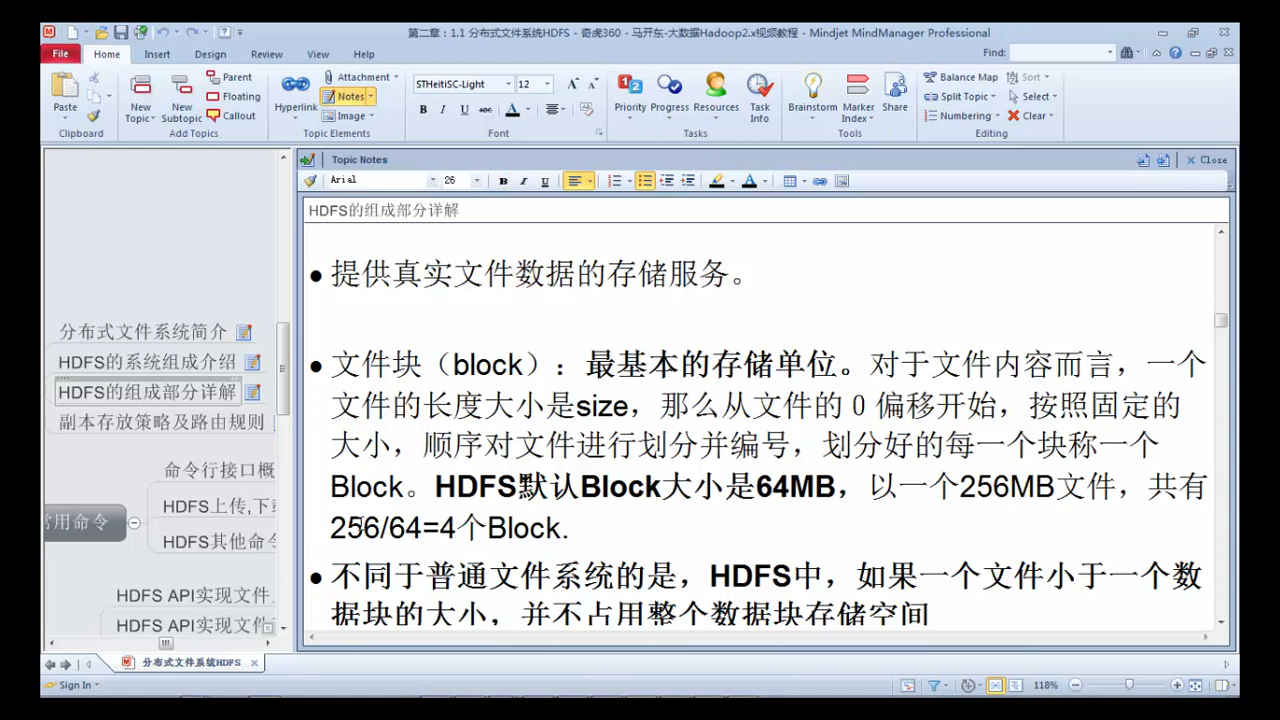 第二章：1.1 分布式文件系统HDFS - 奇虎360 - 马开东-大数据Hadoop2.x视频教程 - Mindjet MindManager Professional
File Home Insert Design Review View Help Find:
Paste
New Topic
New Subtopic
Parent
Floating
Callout
Hyperlink
Attachment
Notes
Image
STHeitiSC-Light 12
B I U abc A
Priority Progress Resources Task Info
Brainstorm Marker Index Share
Balance Map Sort
Split Topic Select
Numbering Clear
Clipboard Add Topics Topic Elements Font Tasks Tools Editing
Topic Notes Close
Arial 26 B I U A
HDFS的组成部分详解
分布式文件系统简介
HDFS的系统组成介绍
HDFS的组成部分详解
副本存放策略及路由规则
命令行接口概
HDFS上传,下载
常用命令
HDFS其他命令
HDFS API实现文件
HDFS API实现文件
• 提供真实文件数据的存储服务。
• 文件块（block）：最基本的存储单位。对于文件内容而言，一个
文件的长度大小是size，那么从文件的 0 偏移开始，按照固定的
大小，顺序对文件进行划分并编号，划分好的每一个块称一个
Block。HDFS默认Block大小是64MB，以一个256MB文件，共有
256/64=4个Block.
• 不同于普通文件系统的是，HDFS中，如果一个文件小于一个数
据块的大小，并不占用整个数据块存储空间
分布式文件系统HDFS
Sign In 118%